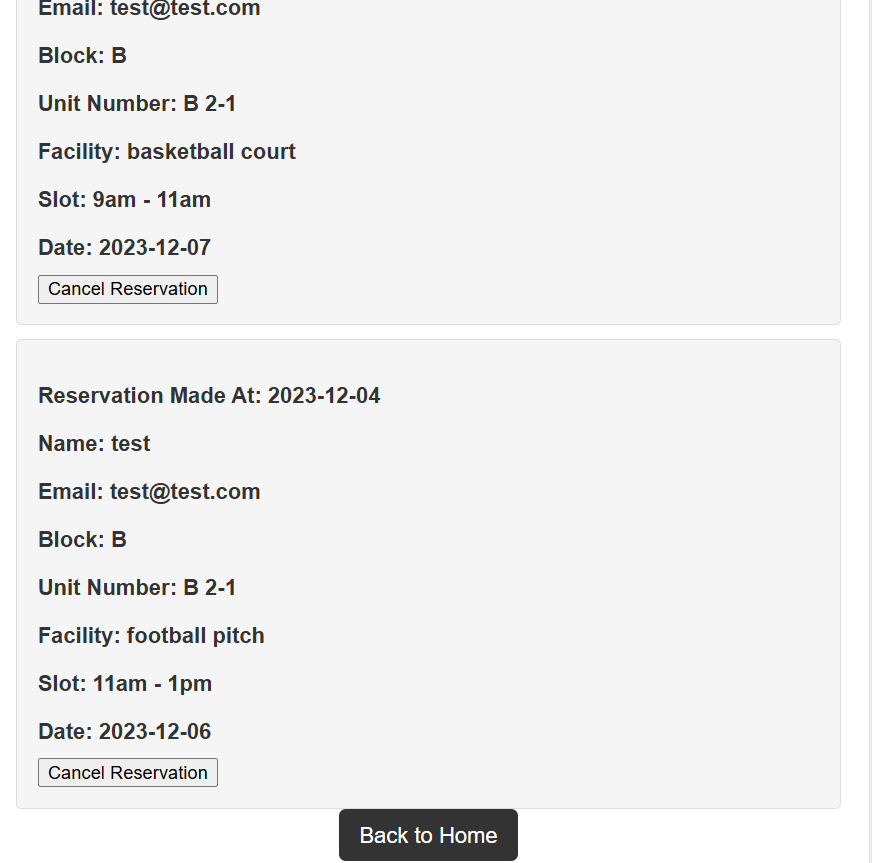 Email: test@test.com
Block: B
Unit Number: B 2-1
Facility: basketball court
Slot: 9am - 11am
Date: 2023-12-07
Cancel Reservation
Reservation Made At: 2023-12-04
Name: test
Email: test@test.com
Block: B
Unit Number: B 2-1
Facility: football pitch
Slot: 11am - 1pm
Date: 2023-12-06
Cancel Reservation
Back to Home